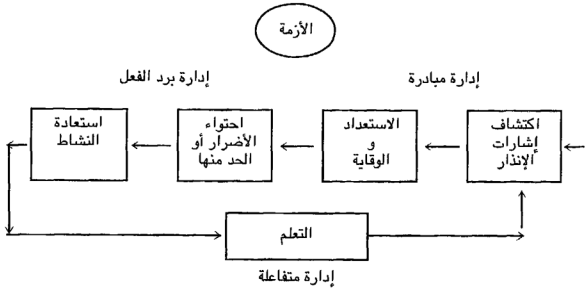 الأزمة
إدارة مبادرة
إدارة برد الفعل
اكتشاف
إشارات
الإنذار
الاستعداد
و
الوقاية
احتواء
الأضرار أو
الحد منها
استعادة
النشاط
التعلم
إدارة متفاعلة